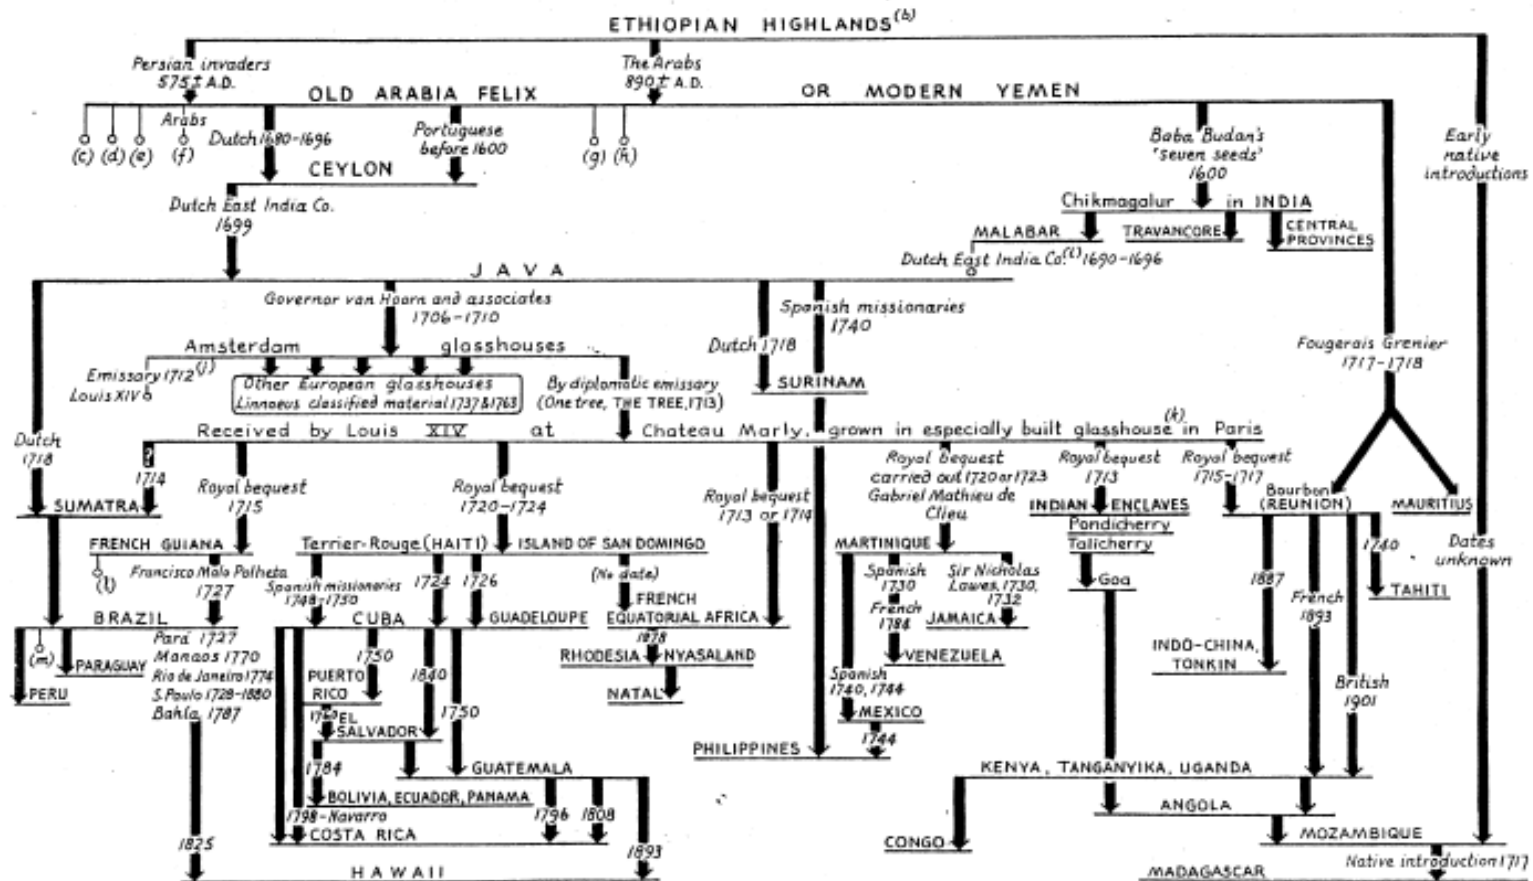 ETHIOPIAN HIGHLANDS(b)
Persian invaders
575± A.D.
The Arabs
890± A.D.
OLD ARABIA FELIX OR MODERN YEMEN
(c) (d) (e)
Arabs
(f)
Dutch 1680-1696
Portuguese
before 1600
(g) (h)
Baba Budan's
'seven seeds'
1600
Early
native
introductions
CEYLON
Dutch East India Co.
1699
Chikmagalur in INDIA
MALABAR
TRAVANCORE
CENTRAL
PROVINCES
Dutch East India Co.(i) 1690-1696
JAVA
Governor van Hoorn and associates
1706-1710
Spanish missionaries
1740
Dutch 1718
SURINAM
Fougerais Grenier
1717-1718
Amsterdam glasshouses
Emissary 1712(j)
Louis XIV
Other European glasshouses
Linnaeus classified material 1737 & 1763
By diplomatic emissary
(One tree, THE TREE, 1713)
Dutch
1718
Received by Louis XIV at Chateau Marly, grown in especially built glasshouse(k) in Paris
?
1714
Royal bequest
1715
Royal bequest
1720-1724
Royal bequest
1713 or 1714
Royal bequest
carried out 1720 or 1723
Gabriel Mathieu de
Clieu
Royal bequest
1713
Royal bequest
1715-1717
SUMATRA
INDIAN ENCLAVES
Pondicherry
Talicherry
Bourbon
(REUNION)
MAURITIUS
FRENCH GUIANA
Terrier-Rouge (HAITI)
ISLAND OF SAN DOMINGO
MARTINIQUE
1740
Dates
unknown
(l)
Francisco Malo Palheta
1727
Spanish missionaries
1748-1750
1724
1726
(No date)
Spanish
1730
Sir Nicholas
Lawes, 1730,
1732
Goa
1887
French
1893
TAHITI
BRAZIL
CUBA
GUADELOUPE
FRENCH
EQUATORIAL AFRICA
French
1784
JAMAICA
(m)
PARAGUAY
PERU
Pará 1727
Manaos 1770
Rio de Janeiro 1774
S. Paulo 1728-1880
Bahia 1787
1750
1840
1878
RHODESIA
NYASALAND
NATAL
VENEZUELA
INDO-CHINA,
TONKIN
PUERTO
RICO
1750
Spanish
1740, 1744
British
1901
1760
EL
SALVADOR
MEXICO
1744
PHILIPPINES
1784
GUATEMALA
KENYA, TANGANYIKA, UGANDA
BOLIVIA, ECUADOR, PANAMA
1798-Navarro
1796
1808
ANGOLA
COSTA RICA
CONGO
MOZAMBIQUE
1825
1893
Native introduction 1717
HAWAII
MADAGASCAR